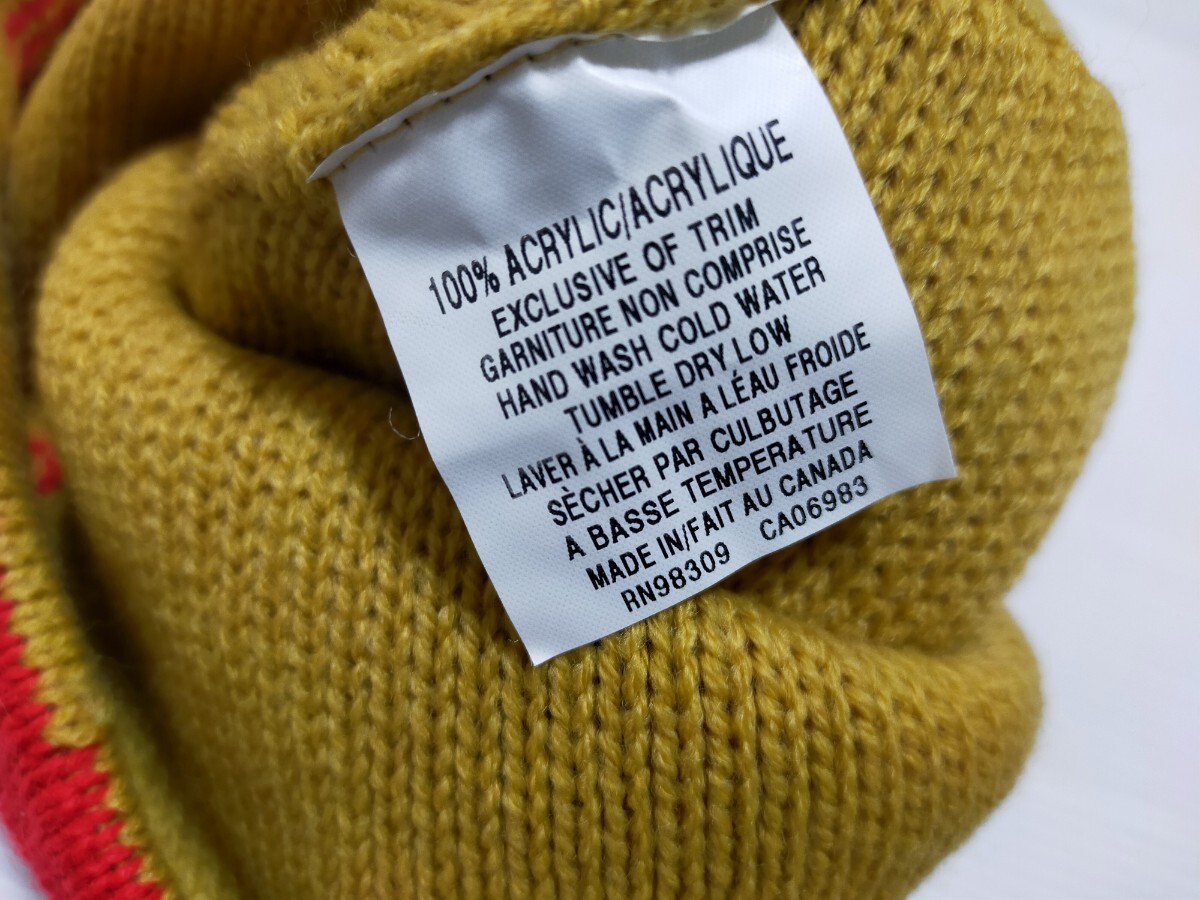 100% ACRYLIC/ACRYLIQUE
EXCLUSIVE OF TRIM
GARNITURE NON COMPRISE
HAND WASH COLD WATER
TUMBLE DRY LOW
LAVER À LA MAIN A LÉAU FROIDE
SÈCHER PAR CULBUTAGE
A BASSE TEMPERATURE
MADE IN/FAIT AU CANADA
RN98309 CA06983